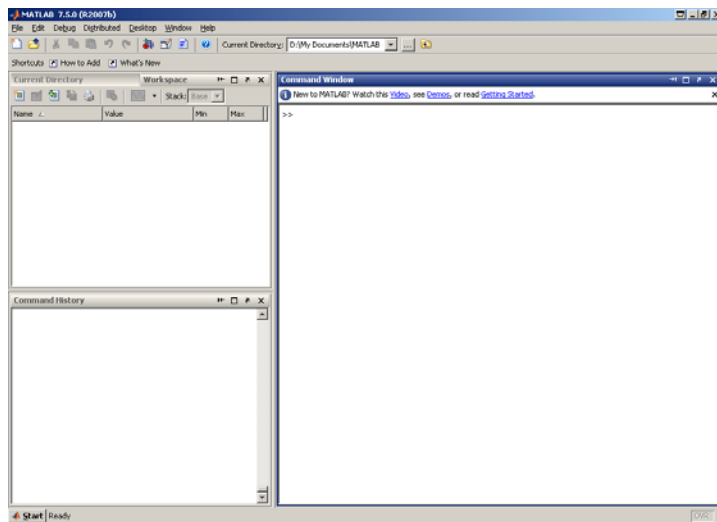 MATLAB 7.5.0 (R2007b)
File Edit Debug Distributed Desktop Window Help
Current Directory: D:\My Documents\MATLAB
Shortcuts How to Add What's New
Current Directory Workspace
Stack: Base
Name Value Min Max
Command History
Command Window
New to MATLAB? Watch this Video, see Demos, or read Getting Started.
>>
Start Ready
OVR